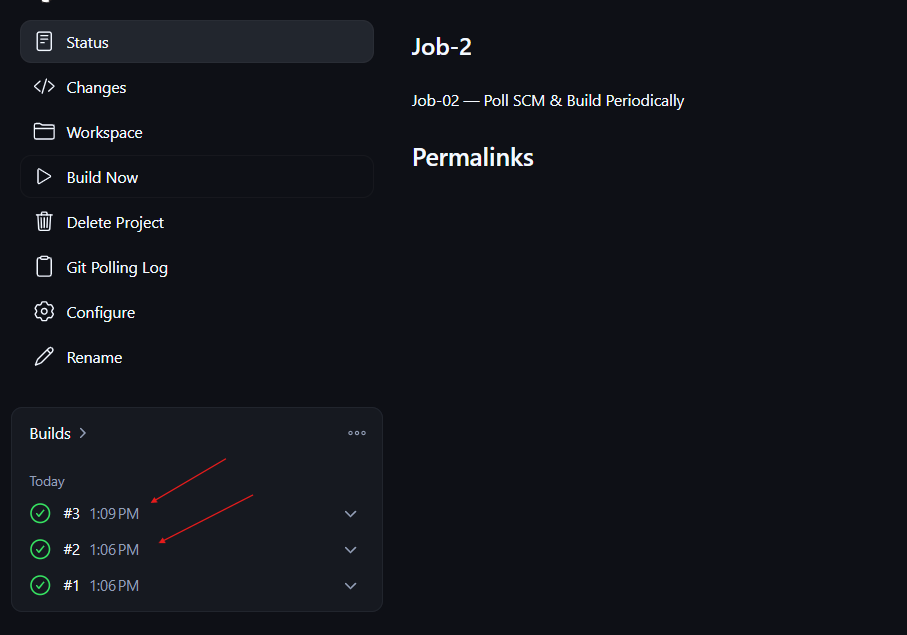 Status
Changes
Workspace
Build Now
Delete Project
Git Polling Log
Configure
Rename
Builds
Today
#3 1:09 PM
#2 1:06 PM
#1 1:06 PM
Job-2
Job-02 — Poll SCM & Build Periodically
Permalinks